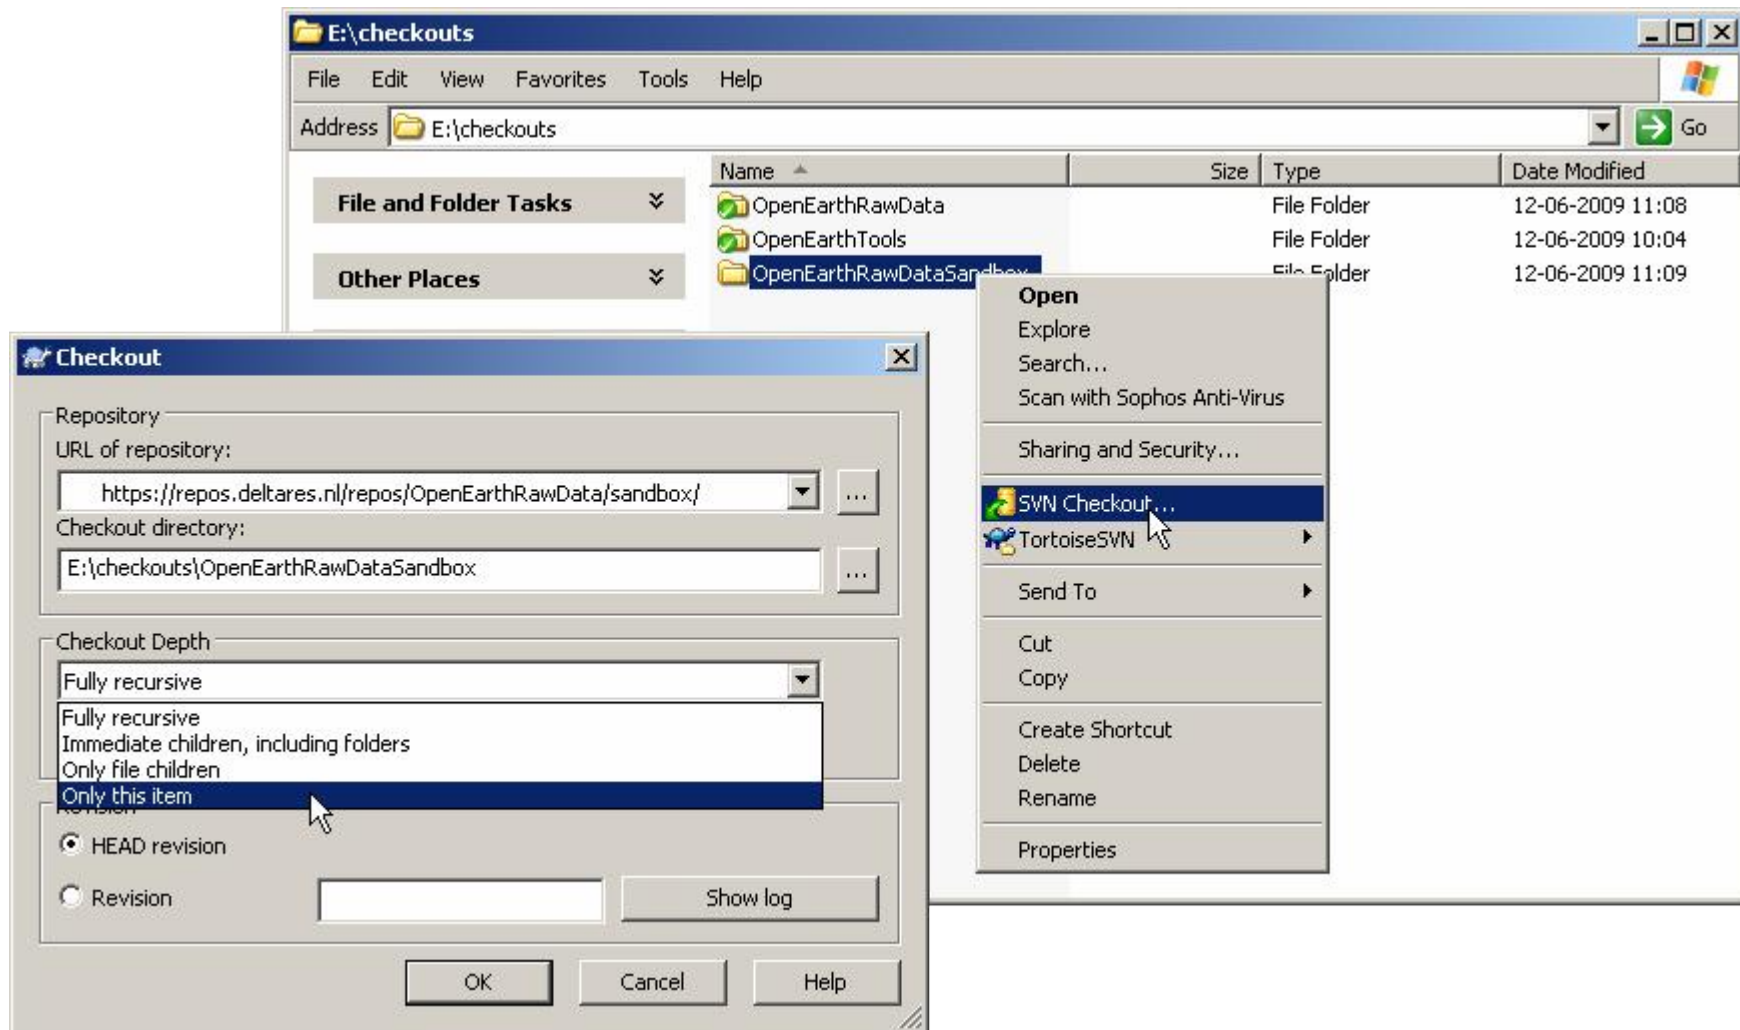 E:\checkouts
File Edit View Favorites Tools Help
Address E:\checkouts Go
Name Size Type Date Modified
File and Folder Tasks
Other Places
OpenEarthRawData File Folder 12-06-2009 11:08
OpenEarthTools File Folder 12-06-2009 10:04
OpenEarthRawDataSandbox File Folder 12-06-2009 11:09
Open
Explore
Search...
Scan with Sophos Anti-Virus
Sharing and Security...
SVN Checkout...
TortoiseSVN
Send To
Cut
Copy
Create Shortcut
Delete
Rename
Properties
Checkout
Repository
URL of repository:
https://repos.deltares.nl/repos/OpenEarthRawData/sandbox/
...
Checkout directory:
E:\checkouts\OpenEarthRawDataSandbox
...
Checkout Depth
Fully recursive
Fully recursive
Immediate children, including folders
Only file children
Only this item
Revision
HEAD revision
Revision
Show log
OK Cancel Help